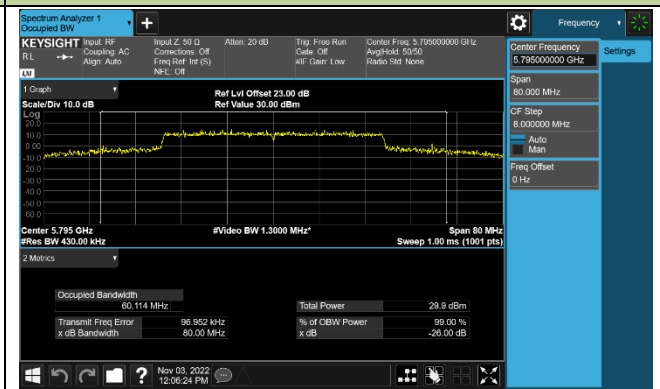 Spectrum Analyzer 1
Occupied BW
+
Frequency
KEYSIGHT
RL
LXI
Input: RF
Coupling: AC
Align: Auto
Input Z: 50 Ω
Corrections: Off
Freq Ref: Int (S)
NFE: Off
Atten: 20 dB
Trig: Free Run
Gate: Off
#IF Gain: Low
Center Freq: 5.795000000 GHz
Avg|Hold: 50/50
Radio Std: None
Center Frequency
5.795000000 GHz
Settings
Span
80.000 MHz
CF Step
8.000000 MHz
Auto
Man
Freq Offset
0 Hz
1 Graph
Scale/Div 10.0 dB
Ref Lvl Offset 23.00 dB
Ref Value 30.00 dBm
Log
20.0
10.0
0.00
-10.0
-20.0
-30.0
-40.0
-50.0
-60.0
Center 5.795 GHz
#Video BW 1.3000 MHz*
Span 80 MHz
#Res BW 430.00 kHz
Sweep 1.00 ms (1001 pts)
2 Metrics
Occupied Bandwidth
60.114 MHz
Total Power 29.9 dBm
Transmit Freq Error 96.952 kHz
% of OBW Power 99.00 %
x dB Bandwidth 80.00 MHz
x dB -26.00 dB
?
Nov 03, 2022
12:06:24 PM